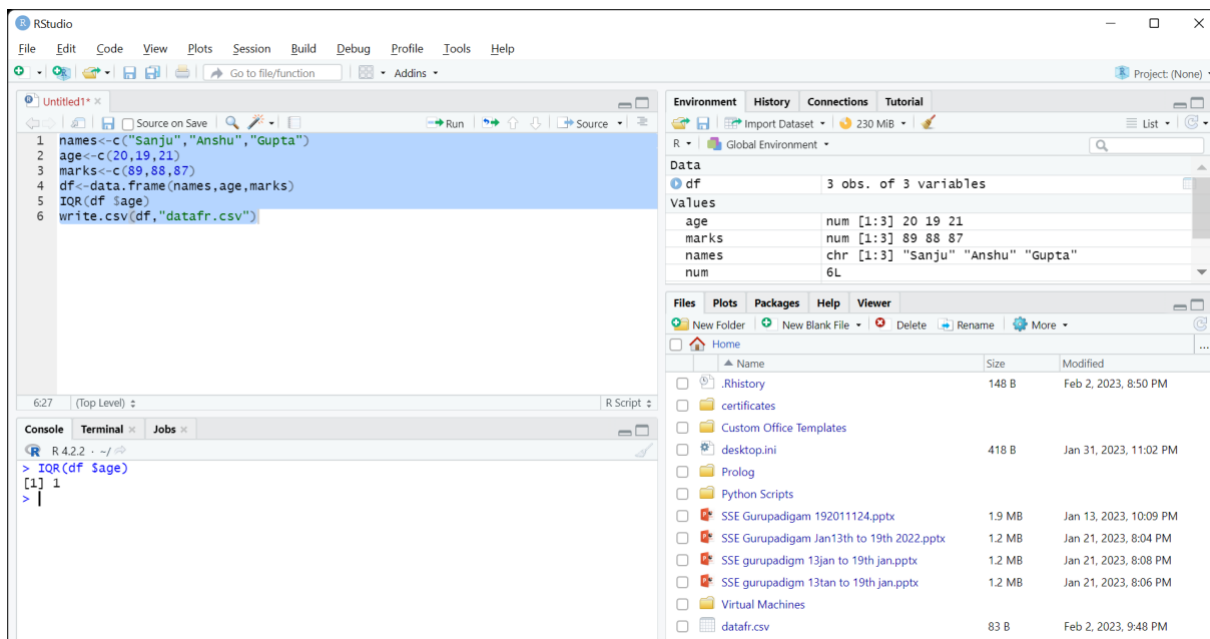 RStudio
File Edit Code View Plots Session Build Debug Profile Tools Help
Go to file/function Addins Project: (None)
Untitled1*
Source on Save Run Source
1 names<-c("Sanju","Anshu","Gupta")
2 age<-c(20,19,21)
3 marks<-c(89,88,87)
4 df<-data.frame(names,age,marks)
5 IQR(df $age)
6 write.csv(df,"datafr.csv")
6:27 (Top Level) R Script
Console Terminal Jobs
R 4.2.2 · ~/
> IQR(df $age)
[1] 1
>
Environment History Connections Tutorial
Import Dataset 230 MiB List
R Global Environment
Data
df 3 obs. of 3 variables
Values
age num [1:3] 20 19 21
marks num [1:3] 89 88 87
names chr [1:3] "Sanju" "Anshu" "Gupta"
num 6L
Files Plots Packages Help Viewer
New Folder New Blank File Delete Rename More
Home ...
Name Size Modified
.Rhistory 148 B Feb 2, 2023, 8:50 PM
certificates
Custom Office Templates
desktop.ini 418 B Jan 31, 2023, 11:02 PM
Prolog
Python Scripts
SSE Gurupadigam 192011124.pptx 1.9 MB Jan 13, 2023, 10:09 PM
SSE Gurupadigam Jan13th to 19th 2022.pptx 1.2 MB Jan 21, 2023, 8:04 PM
SSE gurupadigm 13jan to 19th jan.pptx 1.2 MB Jan 21, 2023, 8:08 PM
SSE gurupadigm 13tan to 19th jan.pptx 1.2 MB Jan 21, 2023, 8:06 PM
Virtual Machines
datafr.csv 83 B Feb 2, 2023, 9:48 PM